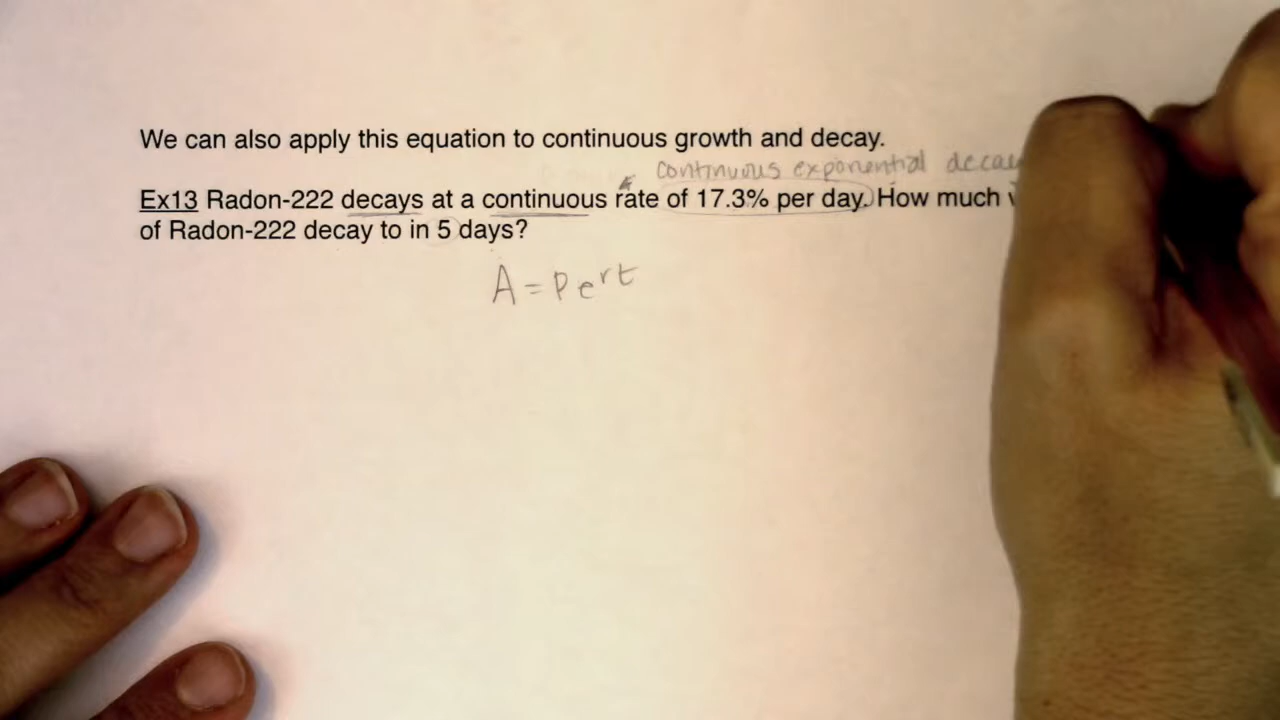 We can also apply this equation to continuous growth and decay.
continuous exponential decay
Ex13 Radon-222 decays at a continuous rate of 17.3% per day. How much
of Radon-222 decay to in 5 days?
A = Pe^rt